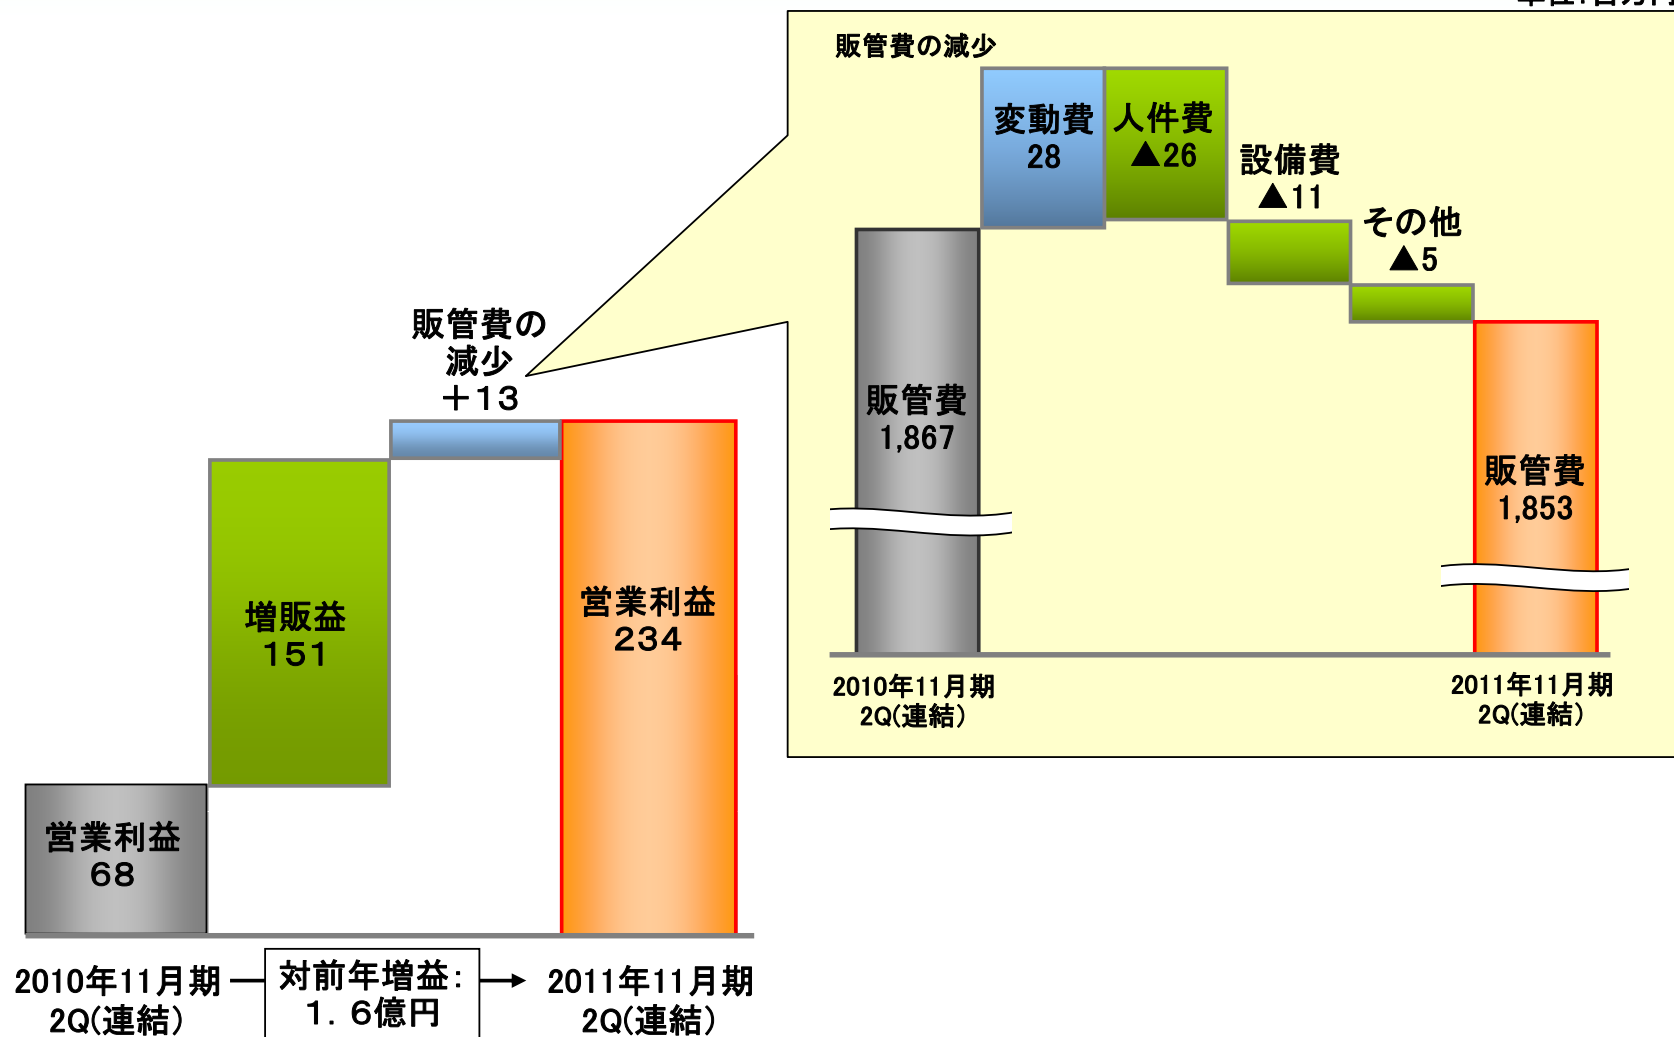 販管費の減少
変動費
28
人件費
▲26
設備費
▲11
その他
▲5
販管費
1,867
販管費
1,853
2010年11月期
2Q(連結)
2011年11月期
2Q(連結)
販管費の
減少
＋13
増販益
151
営業利益
234
営業利益
68
2010年11月期
2Q(連結)
対前年増益：
１．６億円
2011年11月期
2Q(連結)